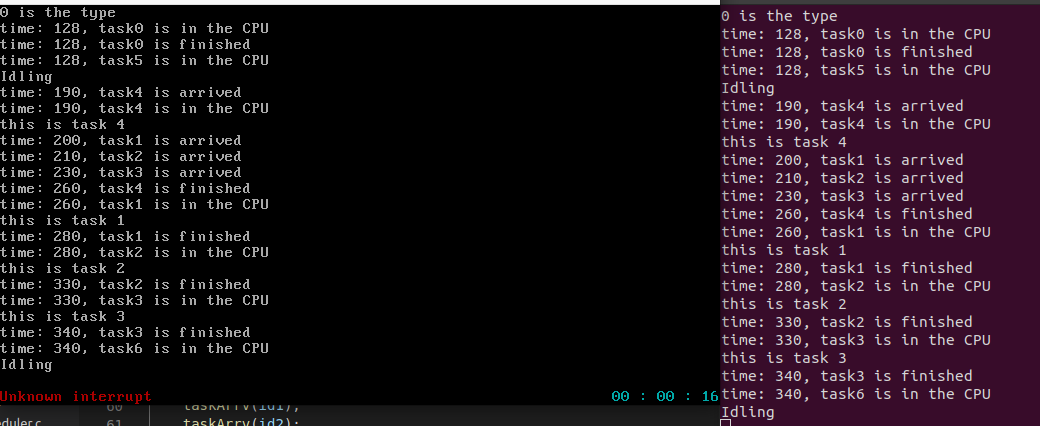 0 is the type
time: 128, task0 is in the CPU
time: 128, task0 is finished
time: 128, task5 is in the CPU
Idling
time: 190, task4 is arrived
time: 190, task4 is in the CPU
this is task 4
time: 200, task1 is arrived
time: 210, task2 is arrived
time: 230, task3 is arrived
time: 260, task4 is finished
time: 260, task1 is in the CPU
this is task 1
time: 280, task1 is finished
time: 280, task2 is in the CPU
this is task 2
time: 330, task2 is finished
time: 330, task3 is in the CPU
this is task 3
time: 340, task3 is finished
time: 340, task6 is in the CPU
Idling
Unknown interrupt 00 : 00 : 16
60 taskArrv(id1);
eduler.c 61 taskArrv(id2);
0 is the type
time: 128, task0 is in the CPU
time: 128, task0 is finished
time: 128, task5 is in the CPU
Idling
time: 190, task4 is arrived
time: 190, task4 is in the CPU
this is task 4
time: 200, task1 is arrived
time: 210, task2 is arrived
time: 230, task3 is arrived
time: 260, task4 is finished
time: 260, task1 is in the CPU
this is task 1
time: 280, task1 is finished
time: 280, task2 is in the CPU
this is task 2
time: 330, task2 is finished
time: 330, task3 is in the CPU
this is task 3
time: 340, task3 is finished
time: 340, task6 is in the CPU
Idling